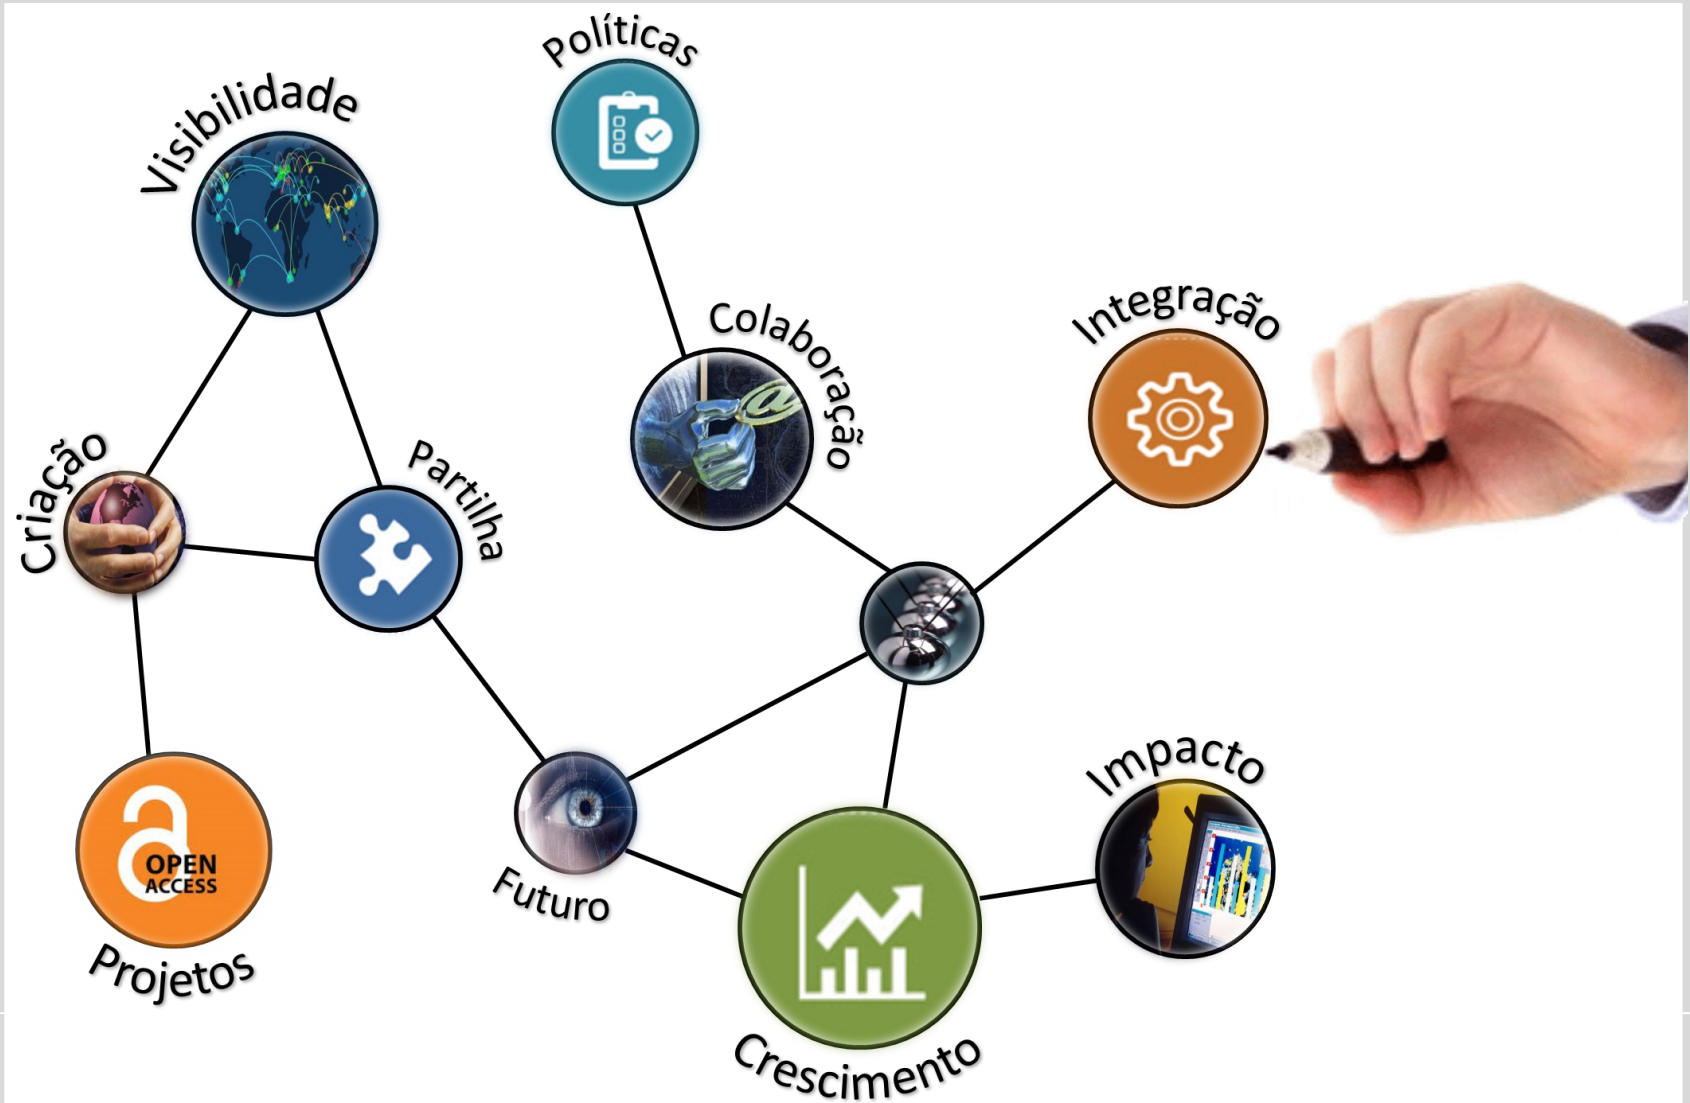 Políticas
Visibilidade
Integração
Colaboração
@
Criação
Partilha
Impacto
OPEN
ACCESS
Futuro
Projetos
Crescimento